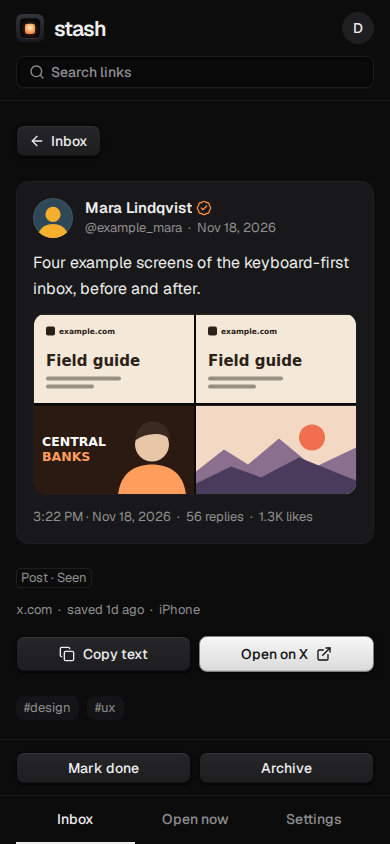 stash
D
Search links
Inbox
Mara Lindqvist
@example_mara · Nov 18, 2026
Four example screens of the keyboard-first
inbox, before and after.
example.com
Field guide
example.com
Field guide
CENTRAL
BANKS
3:22 PM · Nov 18, 2026 · 56 replies · 1.3K likes
Post · Seen
x.com · saved 1d ago · iPhone
Copy text
Open on X
#design
#ux
Mark done
Archive
Inbox
Open now
Settings